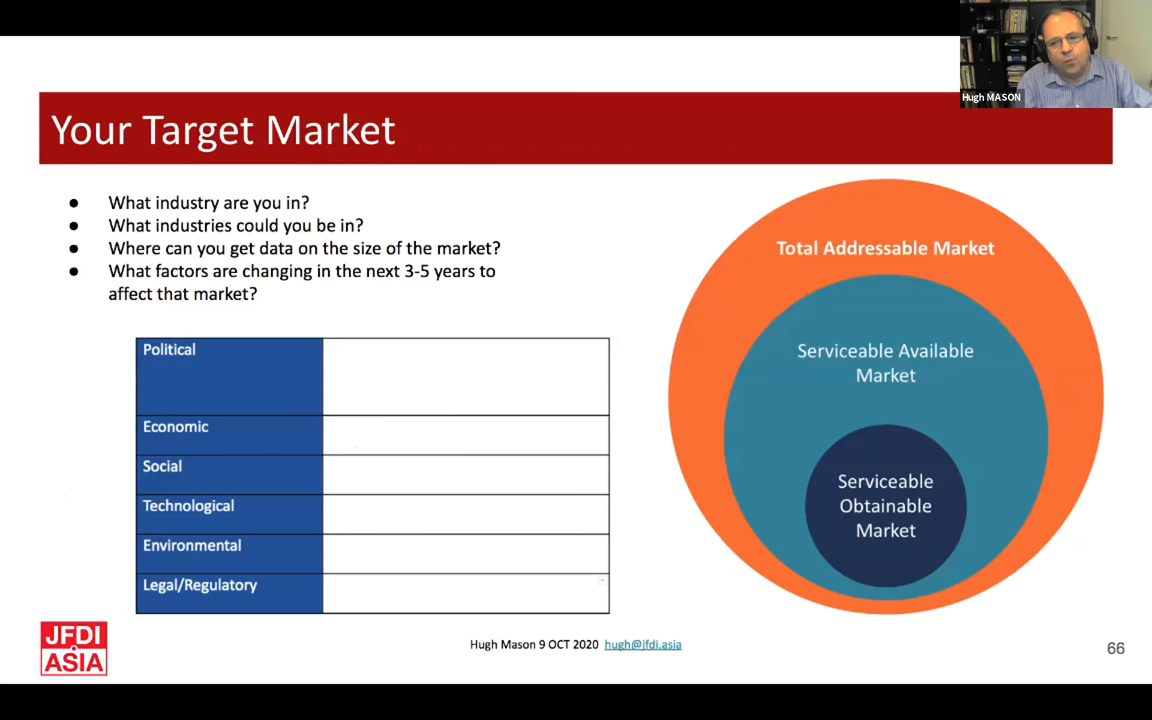 Hugh MASON
Your Target Market
● What industry are you in?
● What industries could you be in?
● Where can you get data on the size of the market?
● What factors are changing in the next 3-5 years to
affect that market?
Political
Economic
Social
Technological
Environmental
Legal/Regulatory
Total Addressable Market
Serviceable Available
Market
Serviceable
Obtainable
Market
JFDI
ASIA
Hugh Mason 9 OCT 2020 hugh@jfdi.asia
66